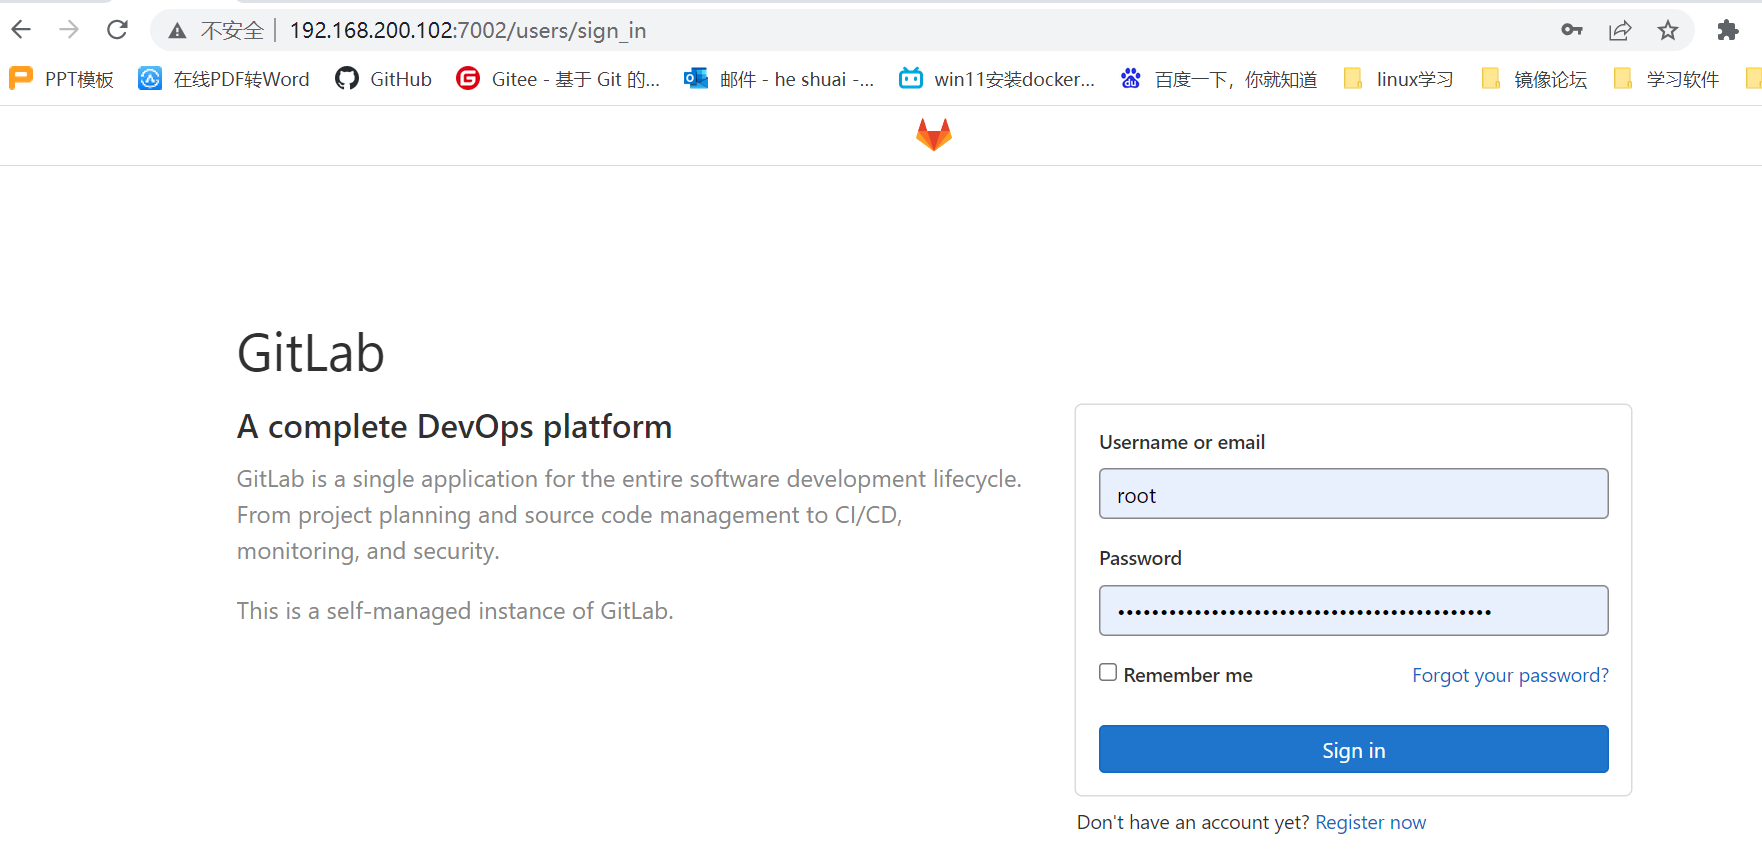 不安全 192.168.200.102:7002/users/sign_in
PPT模板 在线PDF转Word GitHub Gitee - 基于 Git 的... 邮件 - he shuai -... win11安装docker... 百度一下，你就知道 linux学习 镜像论坛 学习软件
GitLab
A complete DevOps platform
GitLab is a single application for the entire software development lifecycle.
From project planning and source code management to CI/CD,
monitoring, and security.
This is a self-managed instance of GitLab.
Username or email
root
Password
Remember me Forgot your password?
Sign in
Don't have an account yet? Register now